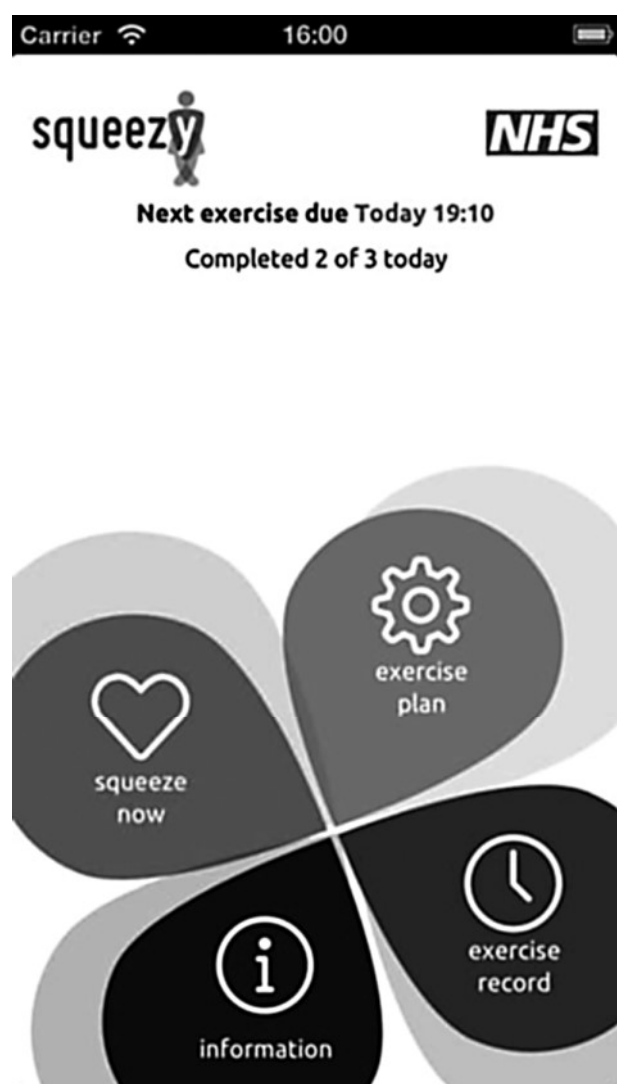 Carrier 16:00
squeezy NHS
Next exercise due Today 19:10
Completed 2 of 3 today
exercise
plan
squeeze
now
exercise
record
information